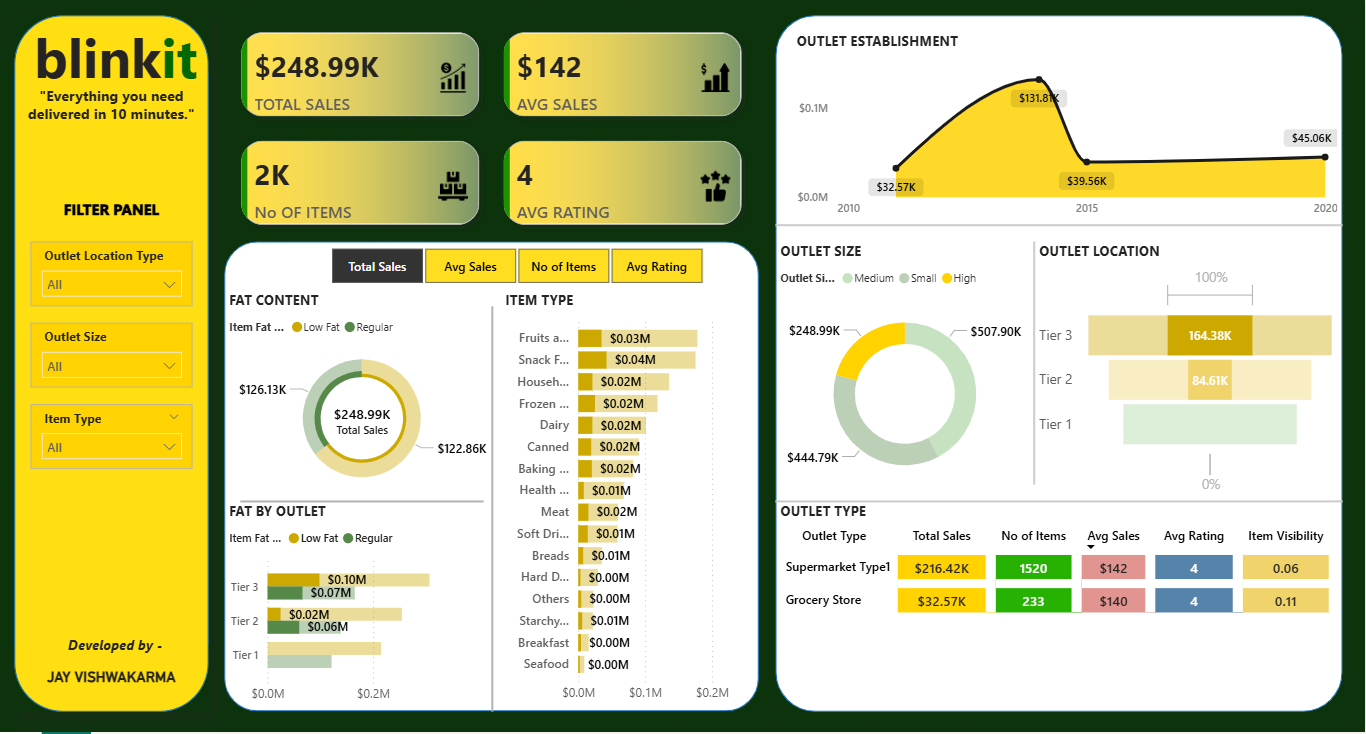 blinkit
"Everything you need
delivered in 10 minutes."
FILTER PANEL
Outlet Location Type
All
Outlet Size
All
Item Type
All
Developed by -
JAY VISHWAKARMA
$248.99K
TOTAL SALES
$142
AVG SALES
2K
No OF ITEMS
4
AVG RATING
Total Sales
Avg Sales
No of Items
Avg Rating
FAT CONTENT
Item Fat ... Low Fat Regular
$126.13K
$248.99K
Total Sales
$122.86K
FAT BY OUTLET
Item Fat ... Low Fat Regular
Tier 3 $0.10M
$0.07M
Tier 2 $0.02M
$0.06M
Tier 1
$0.0M $0.2M
ITEM TYPE
Fruits a... $0.03M
Snack F... $0.04M
Househ... $0.02M
Frozen ... $0.02M
Dairy $0.02M
Canned $0.02M
Baking ... $0.02M
Health ... $0.01M
Meat $0.02M
Soft Dri... $0.01M
Breads $0.01M
Hard D... $0.00M
Others $0.00M
Starchy... $0.01M
Breakfast $0.00M
Seafood $0.00M
$0.0M $0.1M $0.2M
OUTLET ESTABLISHMENT
$0.1M
$0.0M
$32.57K
$131.81K
$39.56K
$45.06K
2010 2015 2020
OUTLET SIZE
Outlet Si... Medium Small High
$248.99K
$507.90K
$444.79K
OUTLET LOCATION
100%
Tier 3 164.38K
Tier 2 84.61K
Tier 1
0%
OUTLET TYPE
Outlet Type Total Sales No of Items Avg Sales Avg Rating Item Visibility
Supermarket Type1 $216.42K 1520 $142 4 0.06
Grocery Store $32.57K 233 $140 4 0.11